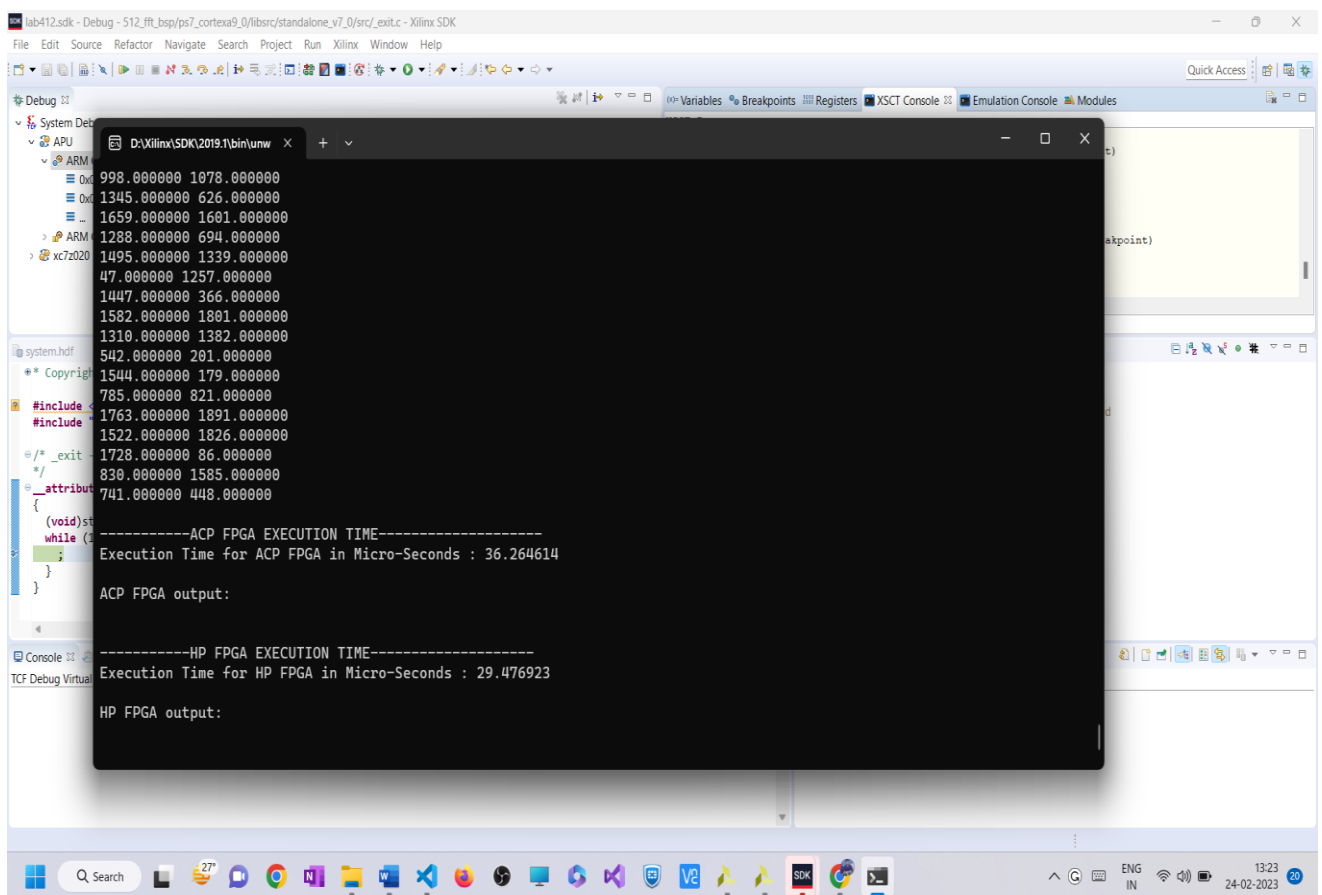 lab412.sdk - Debug - 512_fft_bsp/ps7_cortexa9_0/libsrc/standalone_v7_0/src/_exit.c - Xilinx SDK
File Edit Source Refactor Navigate Search Project Run Xilinx Window Help
Quick Access
Debug
Variables Breakpoints Registers XSCT Console Emulation Console Modules
System Deb
APU
ARM
0x0
0x0
...
ARM
xc7z020
t)
akpoint)
D:\Xilinx\SDK\2019.1\bin\unw
998.000000 1078.000000
1345.000000 626.000000
1659.000000 1601.000000
1288.000000 694.000000
1495.000000 1339.000000
47.000000 1257.000000
1447.000000 366.000000
1582.000000 1801.000000
1310.000000 1382.000000
542.000000 201.000000
1544.000000 179.000000
785.000000 821.000000
1763.000000 1891.000000
1522.000000 1826.000000
1728.000000 86.000000
830.000000 1585.000000
741.000000 448.000000
-----------ACP FPGA EXECUTION TIME--------------------
Execution Time for ACP FPGA in Micro-Seconds : 36.264614
ACP FPGA output:
-----------HP FPGA EXECUTION TIME--------------------
Execution Time for HP FPGA in Micro-Seconds : 29.476923
HP FPGA output:
system.hdf
* Copyrigh
#include <
#include "
/* _exit -
*/
__attribut
{
(void)st
while (1
;
}
}
d
Console
TCF Debug Virtual
Search
27°
SDK
ENG
IN
13:23
24-02-2023
20